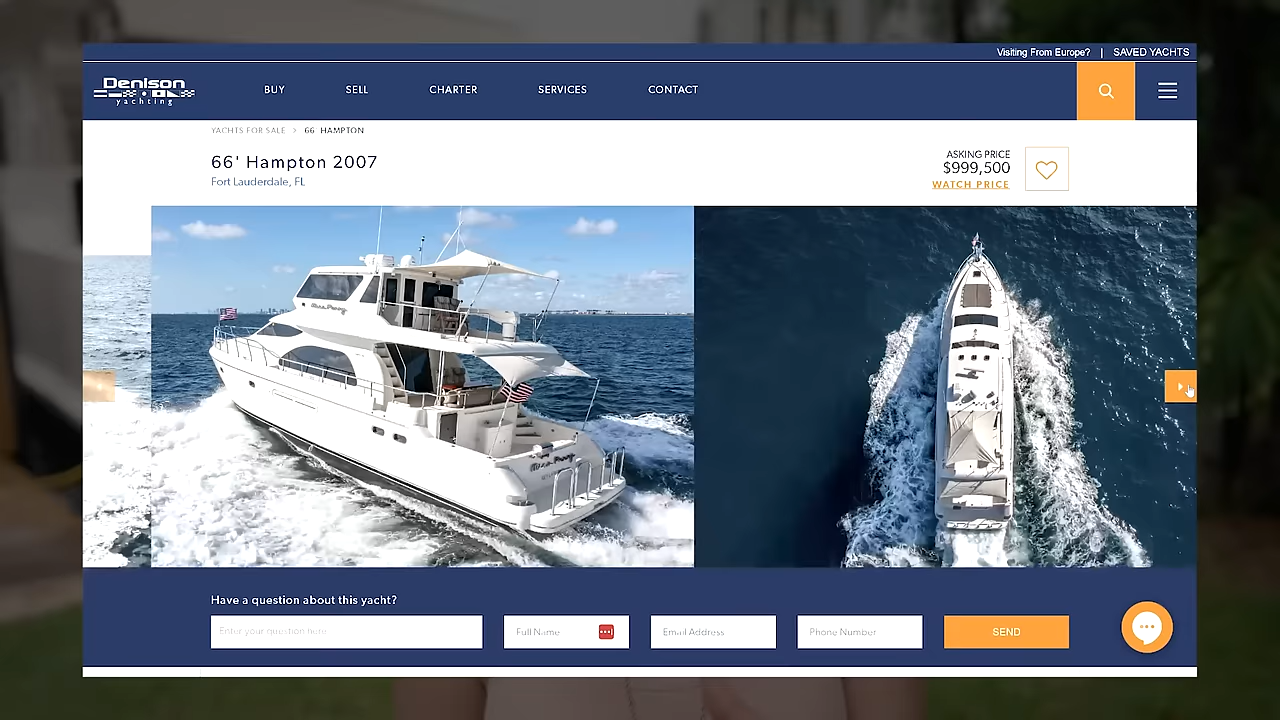 Visiting From Europe? | SAVED YACHTS
Denison
yachting
BUY SELL CHARTER SERVICES CONTACT
YACHTS FOR SALE > 66' HAMPTON
66' Hampton 2007
Fort Lauderdale, FL
ASKING PRICE
$999,500
WATCH PRICE
Have a question about this yacht?
Enter your question here
Full Name
Email Address
Phone Number
SEND